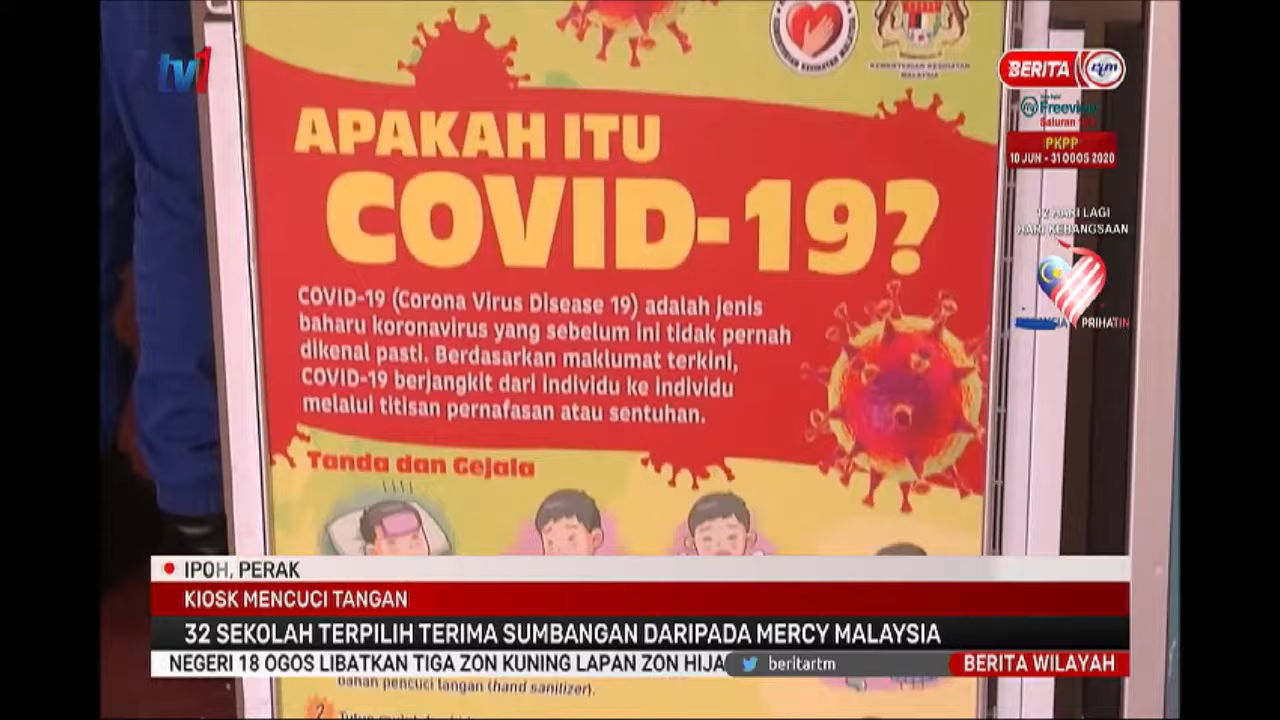 tv1
BERITA rtm
Freeview
Saluran
PKPP
10 JUN - 31 OGOS 2020
12 HARI LAGI
HARI KEBANGSAAN
PRIHATIN
KEMENTERIAN KESIHATAN
MALAYSIA
APAKAH ITU
COVID-19?
COVID-19 (Corona Virus Disease 19) adalah jenis
baharu koronavirus yang sebelum ini tidak pernah
dikenal pasti. Berdasarkan maklumat terkini,
COVID-19 berjangkit dari individu ke individu
melalui titisan pernafasan atau sentuhan.
Tanda dan Gejala
IPOH, PERAK
KIOSK MENCUCI TANGAN
32 SEKOLAH TERPILIH TERIMA SUMBANGAN DARIPADA MERCY MALAYSIA
NEGERI 18 OGOS LIBATKAN TIGA ZON KUNING LAPAN ZON HIJA
beritartm
BERITA WILAYAH
bahan pencuci tangan (hand sanitizer).
2